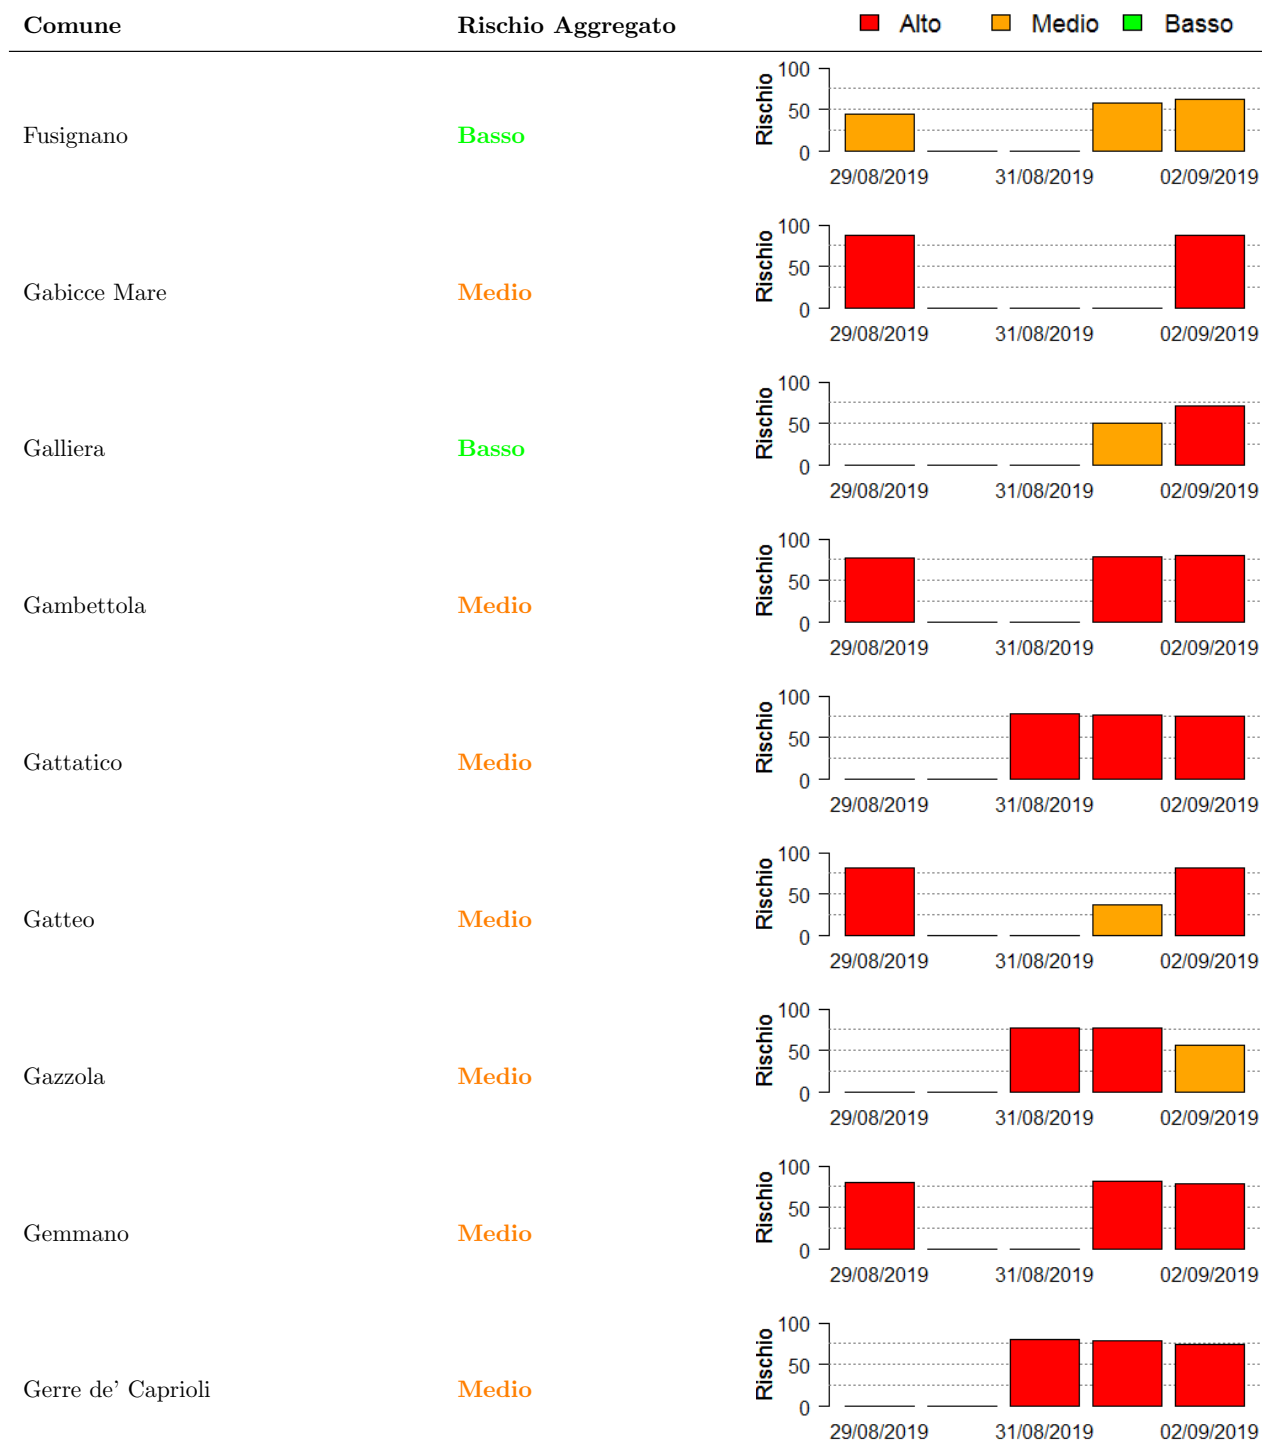 Comune Rischio Aggregato Alto Medio Basso
Fusignano Basso
Rischio
100
50
0
29/08/2019 31/08/2019 02/09/2019
Gabicce Mare Medio
Rischio
100
50
0
29/08/2019 31/08/2019 02/09/2019
Galliera Basso
Rischio
100
50
0
29/08/2019 31/08/2019 02/09/2019
Gambettola Medio
Rischio
100
50
0
29/08/2019 31/08/2019 02/09/2019
Gattatico Medio
Rischio
100
50
0
29/08/2019 31/08/2019 02/09/2019
Gatteo Medio
Rischio
100
50
0
29/08/2019 31/08/2019 02/09/2019
Gazzola Medio
Rischio
100
50
0
29/08/2019 31/08/2019 02/09/2019
Gemmano Medio
Rischio
100
50
0
29/08/2019 31/08/2019 02/09/2019
Gerre de' Caprioli Medio
Rischio
100
50
0
29/08/2019 31/08/2019 02/09/2019